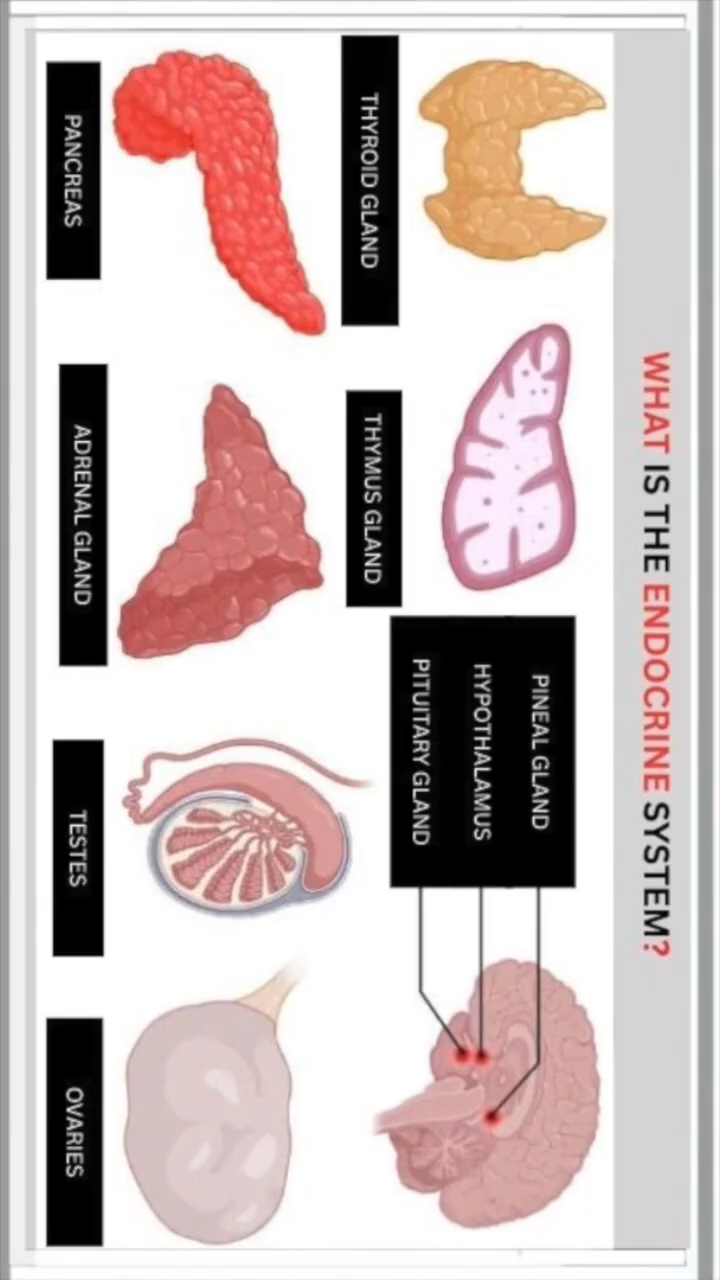 WHAT IS THE ENDOCRINE SYSTEM?
THYROID GLAND
THYMUS GLAND
PINEAL GLAND
HYPOTHALAMUS
PITUITARY GLAND
PANCREAS
ADRENAL GLAND
TESTES
OVARIES